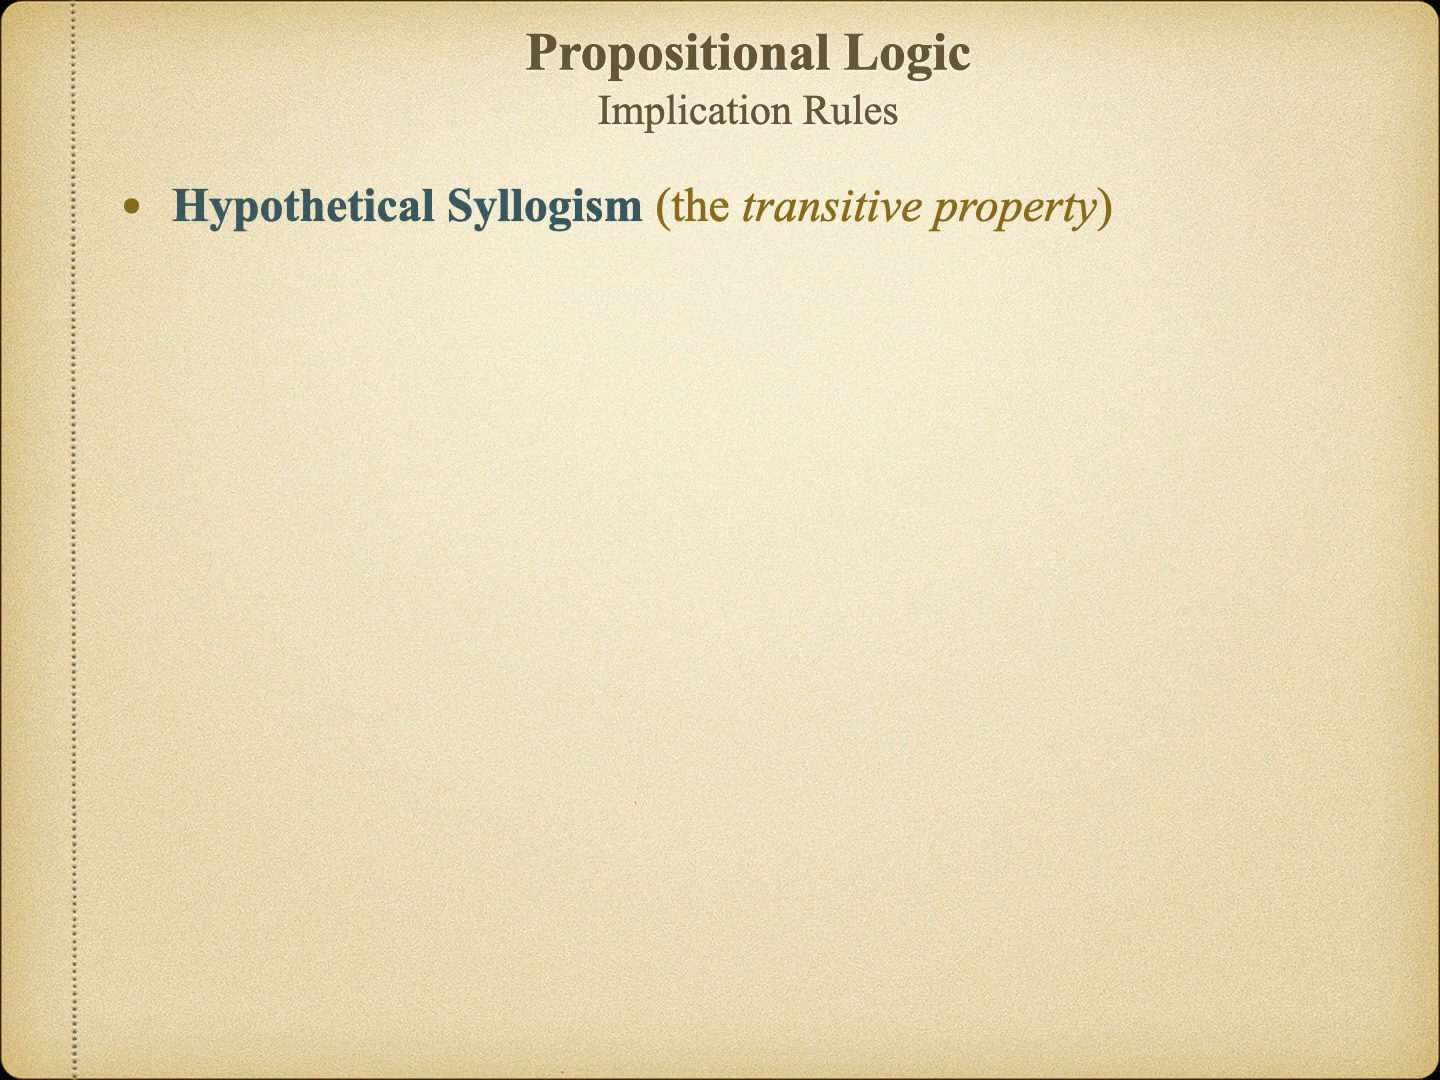 Propositional Logic
Implication Rules
• Hypothetical Syllogism (the transitive property)